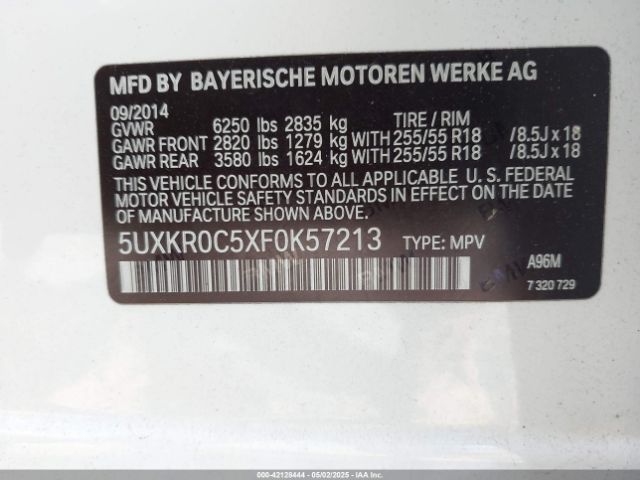 MFD BY BAYERISCHE MOTOREN WERKE AG
09/2014
GVWR 6250 lbs 2835 kg TIRE / RIM
GAWR FRONT 2820 lbs 1279 kg WITH 255/55 R18 /8.5J x 18
GAWR REAR 3580 lbs 1624 kg WITH 255/55 R18 /8.5J x 18
THIS VEHICLE CONFORMS TO ALL APPLICABLE U. S. FEDERAL
MOTOR VEHICLE SAFETY STANDARDS IN EFFECT ON THE DATE
OF MANUFACTURE SHOWN ABOVE.
5UXKR0C5XF0K57213 TYPE: MPV
A96M
7 320 729
000-42128444 - 05/02/2025 - IAAI.COM